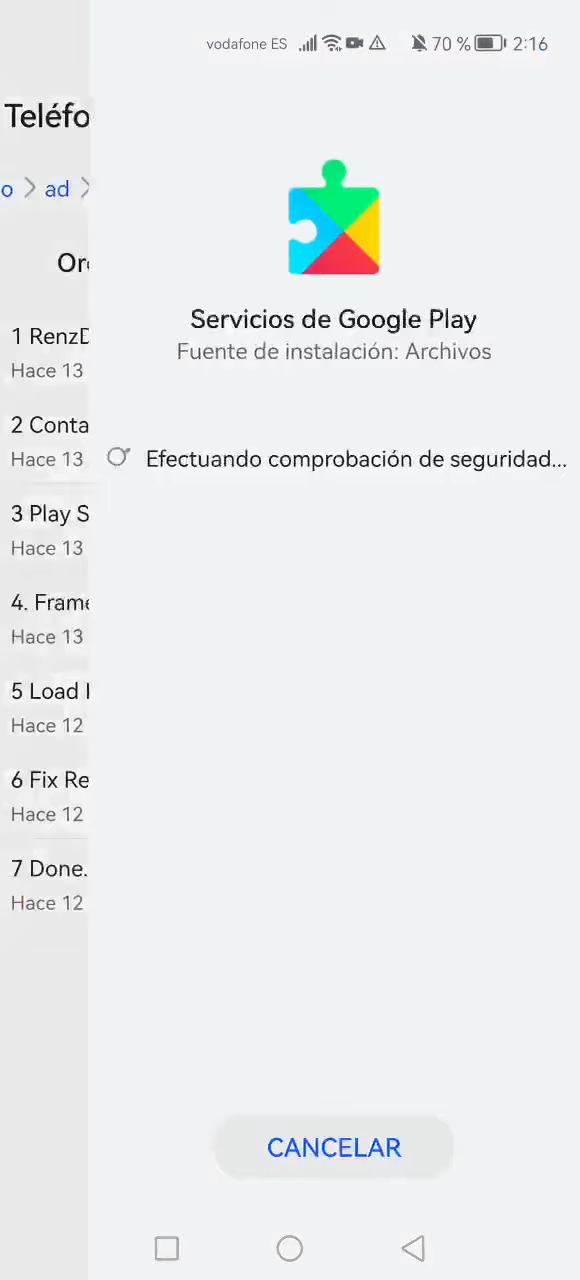 vodafone ES 70 % 2:16
Teléfo
o > ad >
Servicios de Google Play
Fuente de instalación: Archivos
Efectuando comprobación de seguridad...
1 Renz
Hace 13
2 Conta
Hace 13
3 Play S
Hace 13
4. Frame
Hace 13
5 Load
Hace 12
6 Fix Re
Hace 12
7 Done.
Hace 12
CANCELAR